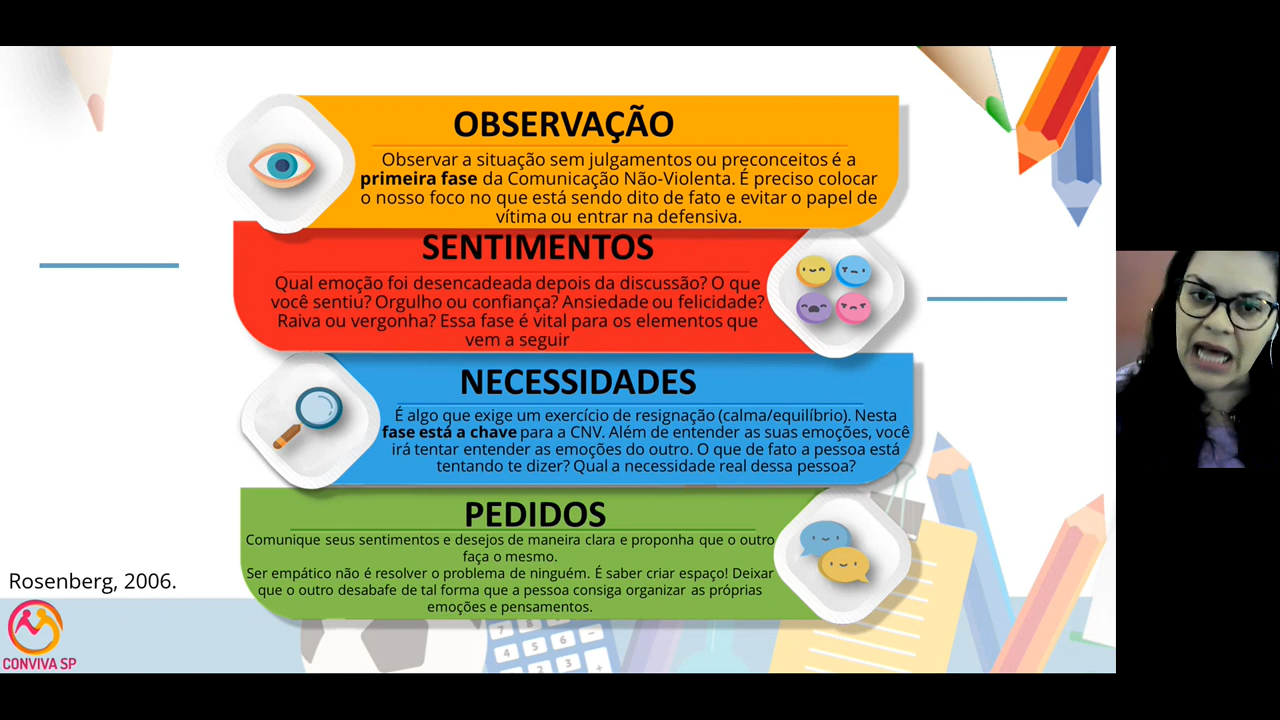 OBSERVAÇÃO
Observar a situação sem julgamentos ou preconceitos é a
primeira fase da Comunicação Não-Violenta. É preciso colocar
o nosso foco no que está sendo dito de fato e evitar o papel de
vítima ou entrar na defensiva.
SENTIMENTOS
Qual emoção foi desencadeada depois da discussão? O que
você sentiu? Orgulho ou confiança? Ansiedade ou felicidade?
Raiva ou vergonha? Essa fase é vital para os elementos que
vem a seguir
NECESSIDADES
É algo que exige um exercício de resignação (calma/equilíbrio). Nesta
fase está a chave para a CNV. Além de entender as suas emoções, você
irá tentar entender as emoções do outro. O que de fato a pessoa está
tentando te dizer? Qual a necessidade real dessa pessoa?
PEDIDOS
Comunique seus sentimentos e desejos de maneira clara e proponha que o outro
faça o mesmo.
Ser empático não é resolver o problema de ninguém. É saber criar espaço! Deixar
que o outro desabafe de tal forma que a pessoa consiga organizar as próprias
emoções e pensamentos.
Rosenberg, 2006.
CONVIVA SP